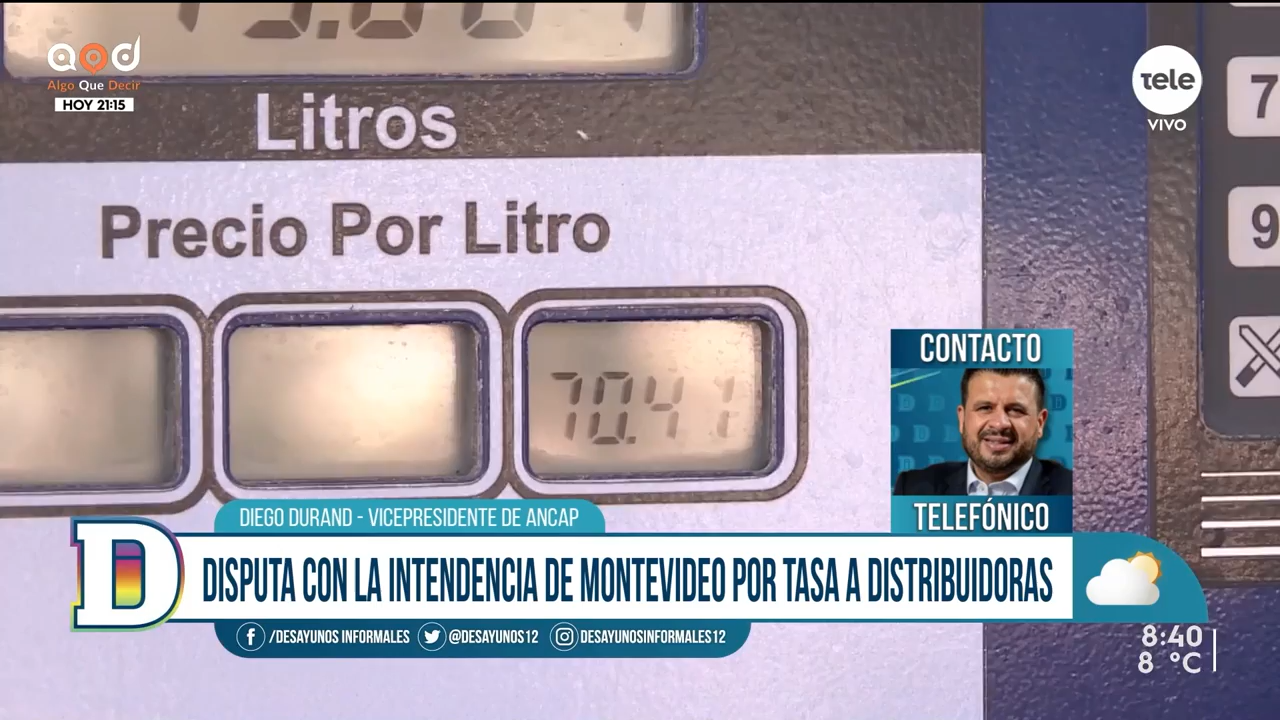 aqd
Algo Que Decir
HOY 21:15
tele
VIVO
Litros
7
Precio Por Litro
9
70.41
CONTACTO
TELEFÓNICO
DIEGO DURAND - VICEPRESIDENTE DE ANCAP
D
DISPUTA CON LA INTENDENCIA DE MONTEVIDEO POR TASA A DISTRIBUIDORAS
/DESAYUNOS INFORMALES
@DESAYUNOS12
DESAYUNOSINFORMALES12
8:40
8 °C